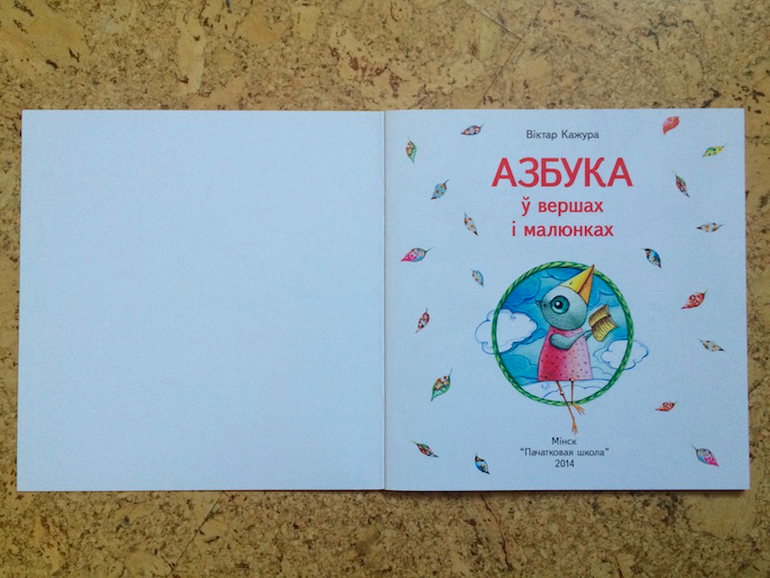 Віктар Кажура
АЗБУКА
ў вершах
і малюнках
Мінск
"Пачатковая школа"
2014